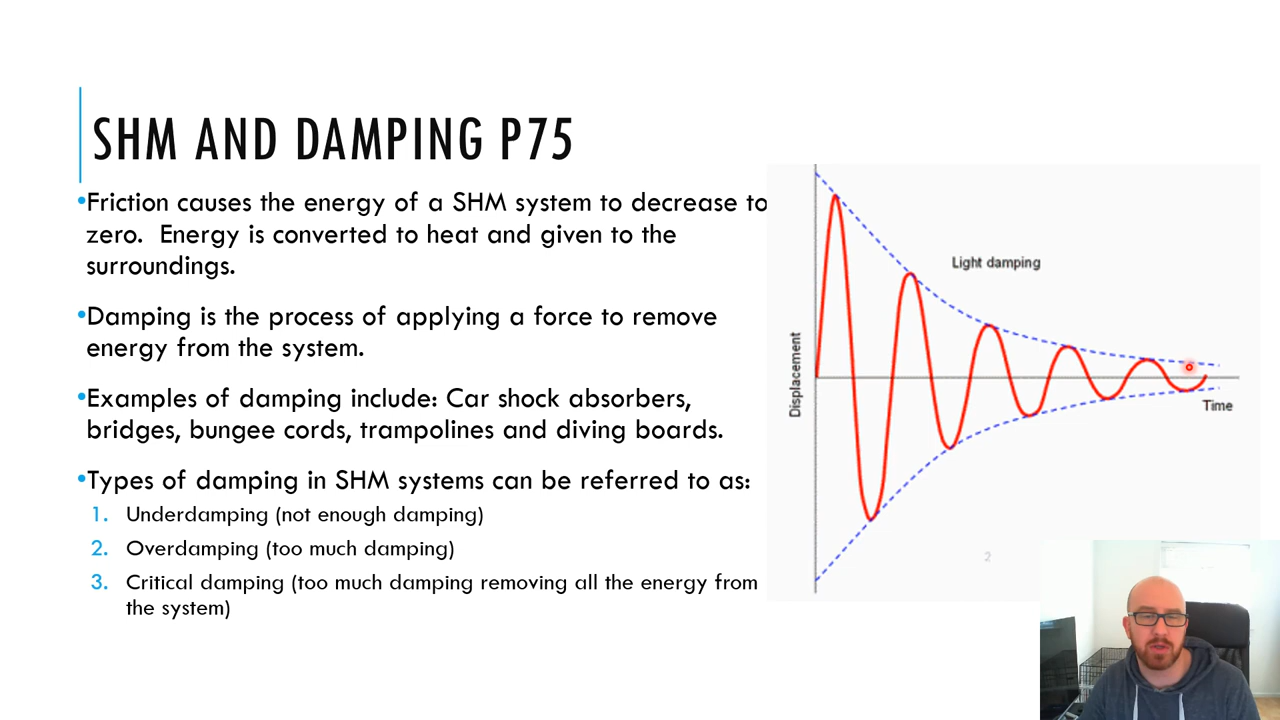 SHM AND DAMPING P75
•Friction causes the energy of a SHM system to decrease to
zero. Energy is converted to heat and given to the
surroundings.
•Damping is the process of applying a force to remove
energy from the system.
•Examples of damping include: Car shock absorbers,
bridges, bungee cords, trampolines and diving boards.
•Types of damping in SHM systems can be referred to as:
1. Underdamping (not enough damping)
2. Overdamping (too much damping)
3. Critical damping (too much damping removing all the energy from
the system)
Light damping
Displacement
Time
2